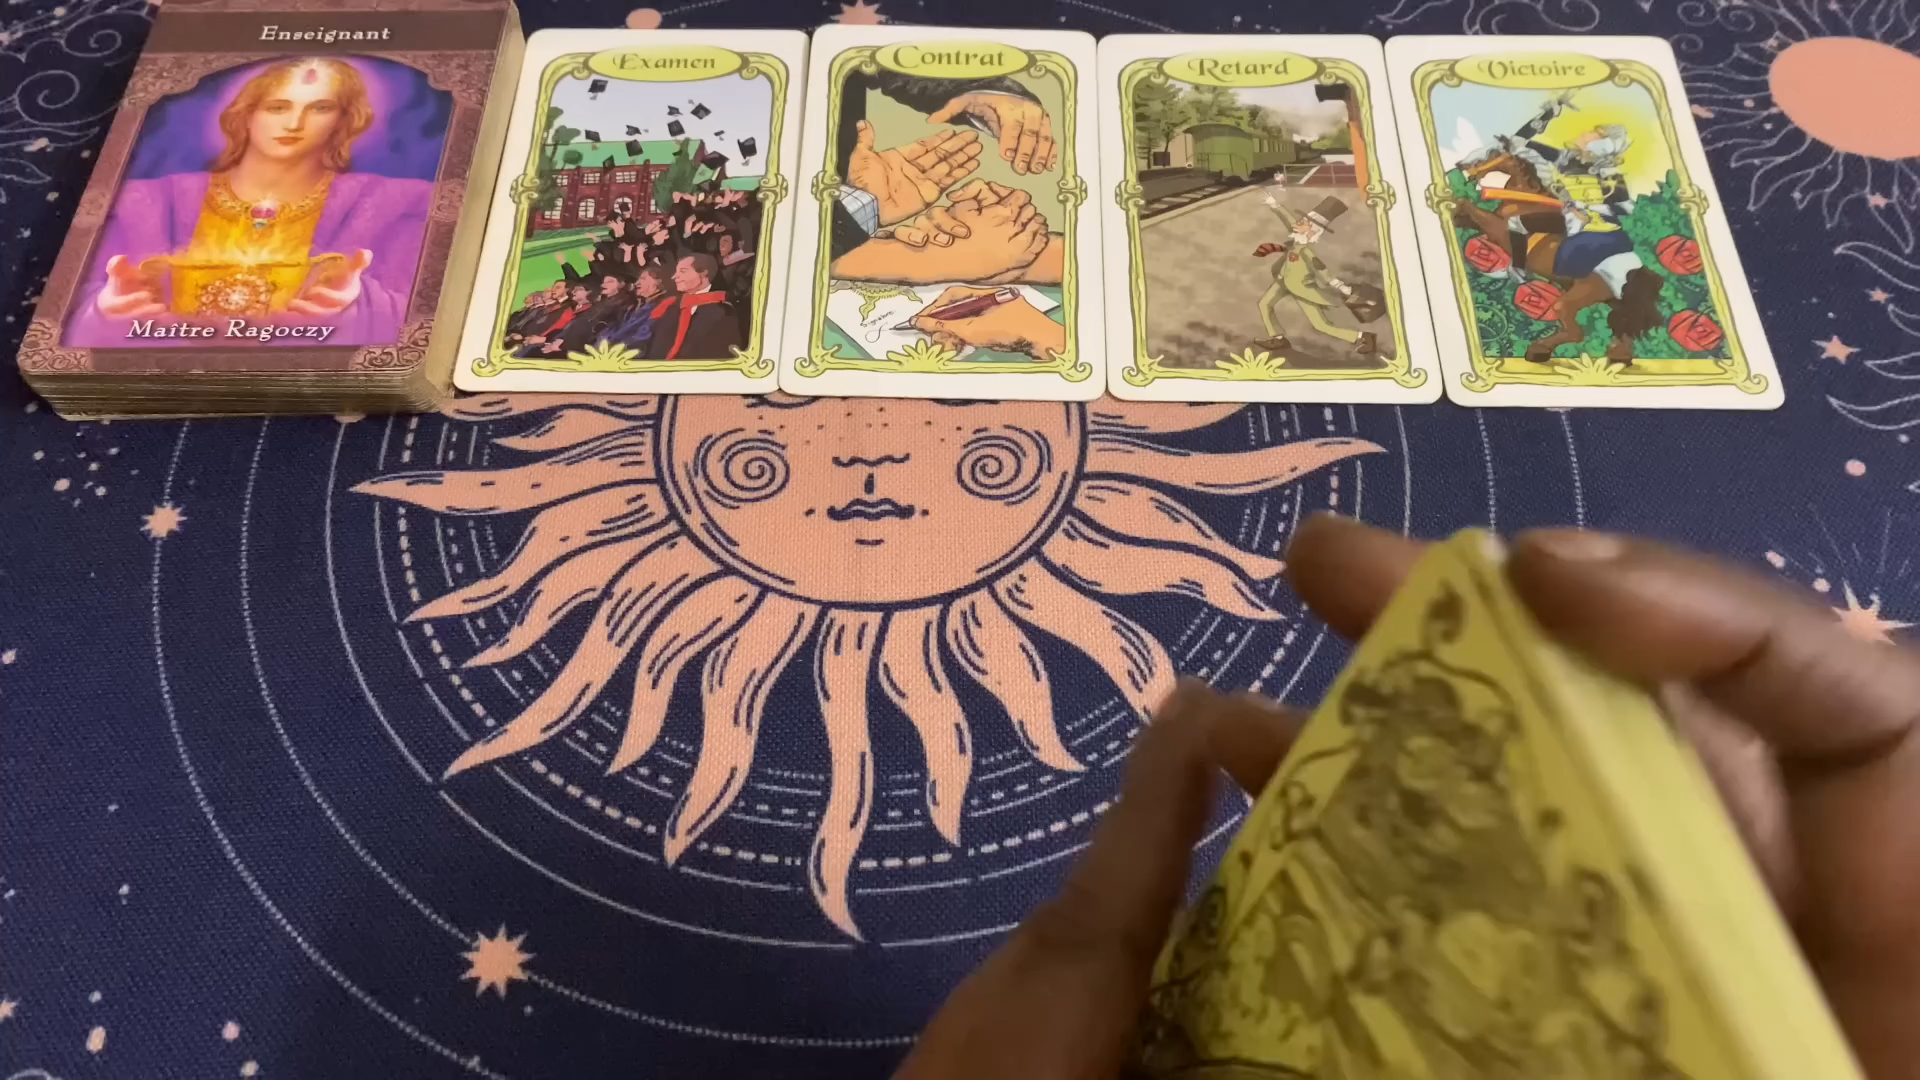 Enseignant
Maître Ragoczy
Examen
Contrat
Retard
Victoire